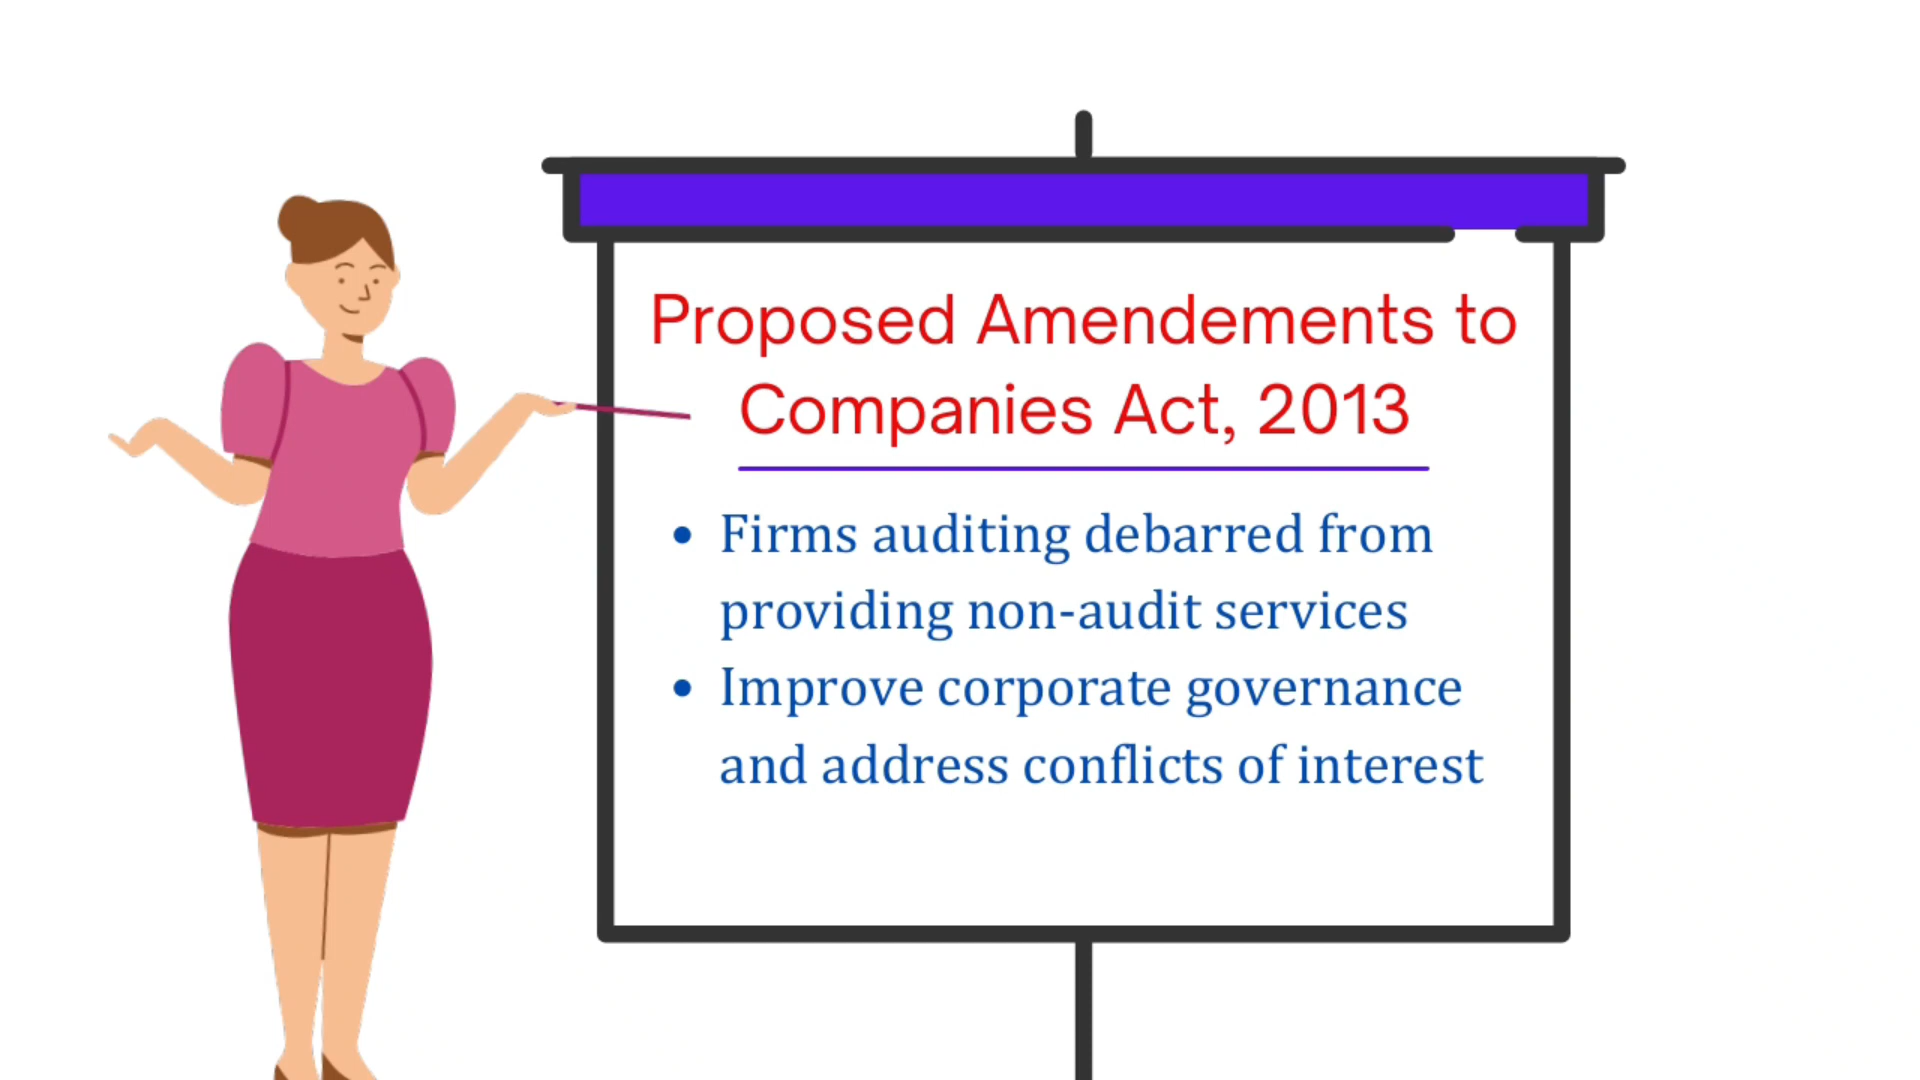 Proposed Amendements to
Companies Act, 2013
• Firms auditing debarred from
providing non-audit services
• Improve corporate governance
and address conflicts of interest